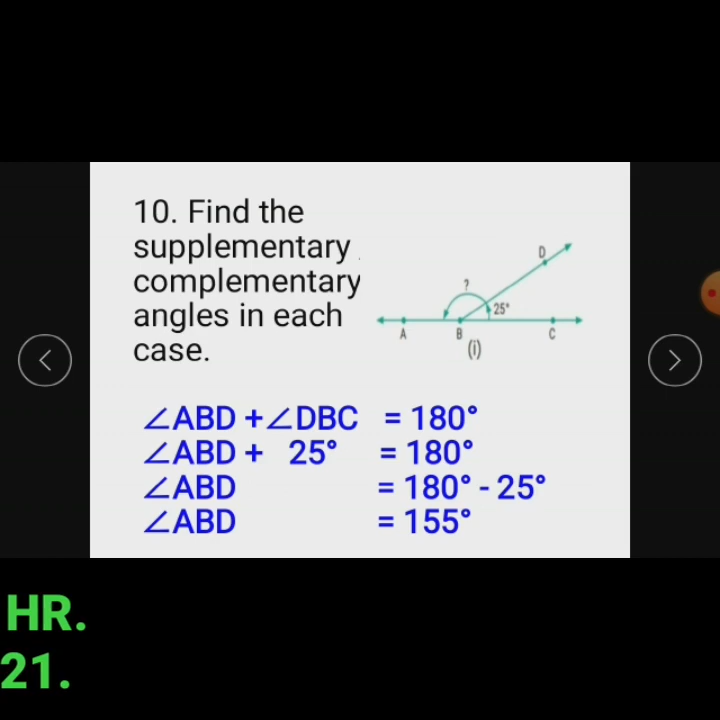 10. Find the
supplementary
complementary
angles in each
case.
D
?
25°
A
B
C
(i)
∠ABD + ∠DBC = 180°
∠ABD + 25° = 180°
∠ABD = 180° - 25°
∠ABD = 155°
HR.
21.